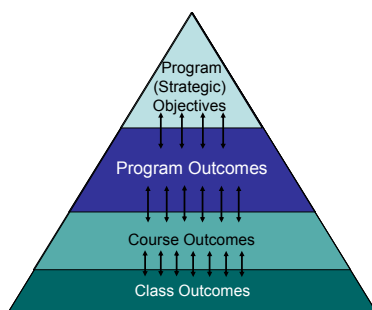 Program
(Strategic)
Objectives
Program Outcomes
Course Outcomes
Class Outcomes